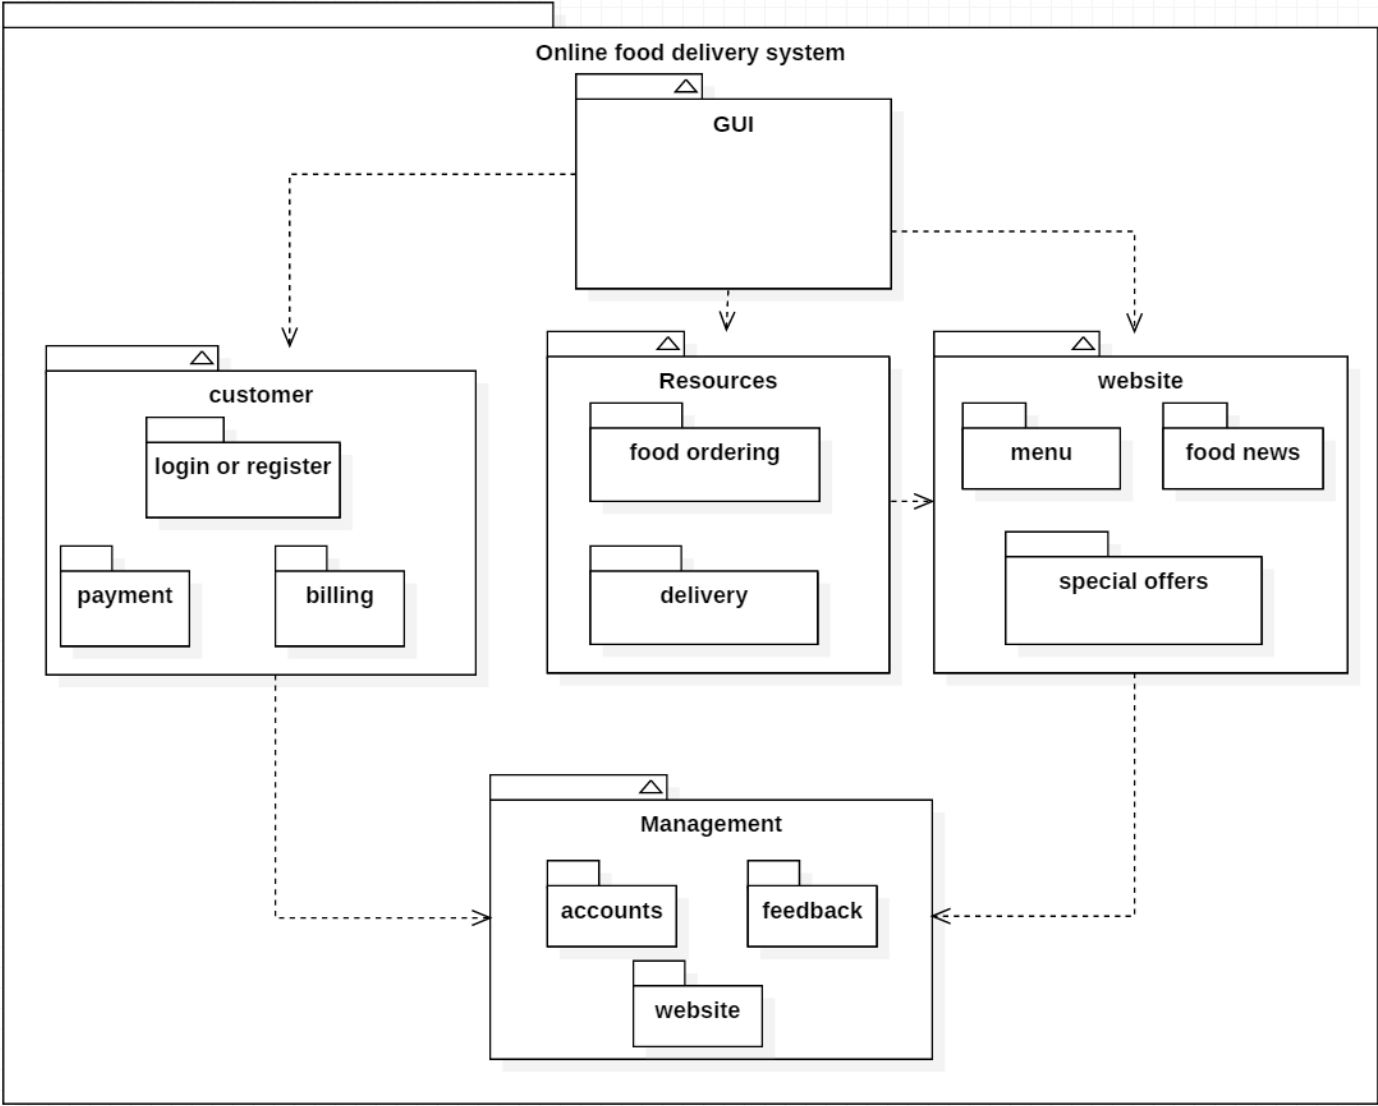 Online food delivery system
GUI
customer
login or register
payment
billing
Resources
food ordering
delivery
website
menu
food news
special offers
Management
accounts
feedback
website